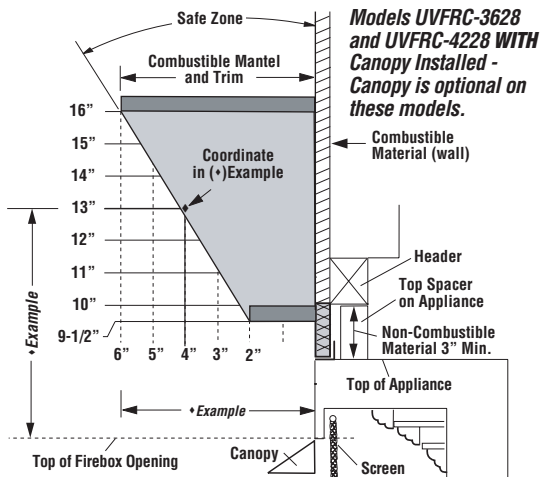 Safe Zone
Models UVFRC-3628
and UVFRC-4228 WITH
Canopy Installed -
Canopy is optional on
these models.
Combustible Mantel
and Trim
16”
15”
14”
13”
12”
11”
10”
9-1/2”
Coordinate
in (♦)Example
Combustible
Material (wall)
Header
Top Spacer
on Appliance
Non-Combustible
Material 3” Min.
♦Example
6” 5” 4” 3” 2”
Top of Appliance
♦Example
Top of Firebox Opening
Canopy
Screen